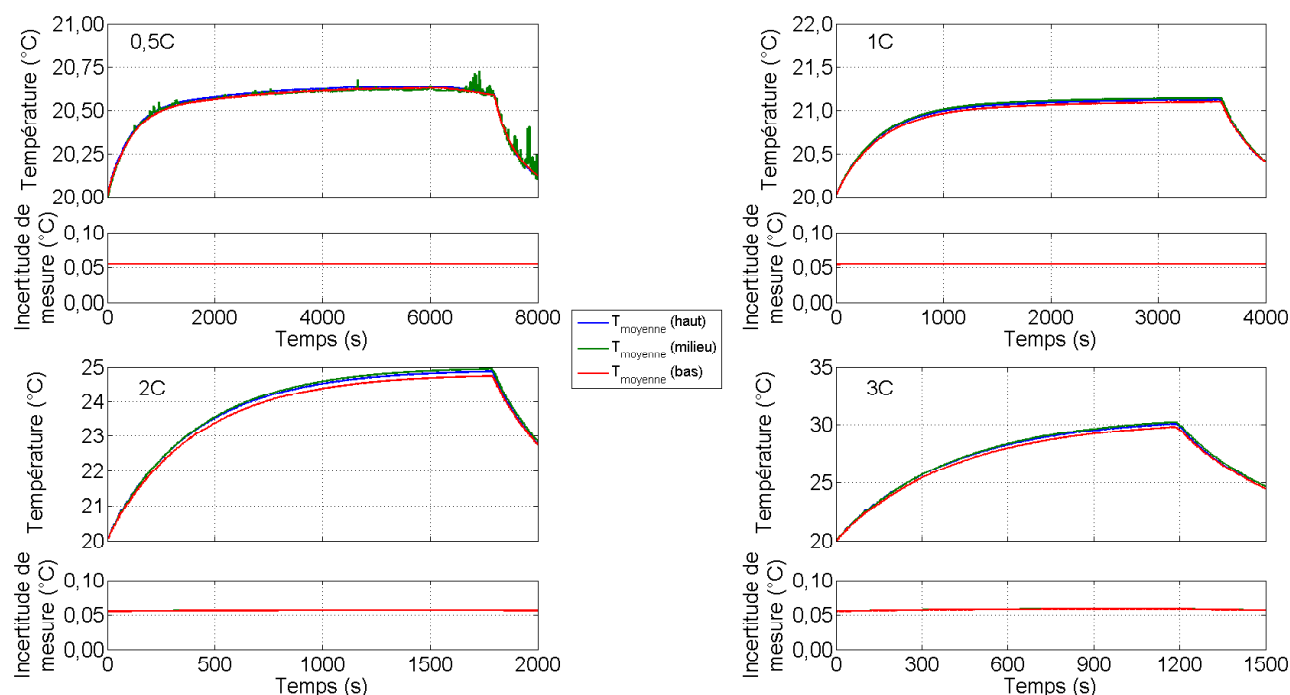 0,5C
Température (°C)
21,00
20,75
20,50
20,25
20,00
Incertitude de
mesure (°C)
0,10
0,05
0,00
0 2000 4000 6000 8000
Temps (s)
1C
Température (°C)
22,0
21,5
21,0
20,5
20,0
Incertitude de
mesure (°C)
0,10
0,05
0,00
0 1000 2000 3000 4000
Temps (s)
T moyenne (haut)
T moyenne (milieu)
T moyenne (bas)
2C
Température (°C)
25
24
23
22
21
20
Incertitude de
mesure (°C)
0,10
0,05
0,00
0 500 1000 1500 2000
Temps (s)
3C
Température (°C)
35
30
25
20
Incertitude de
mesure (°C)
0,10
0,05
0,00
0 300 600 900 1200 1500
Temps (s)